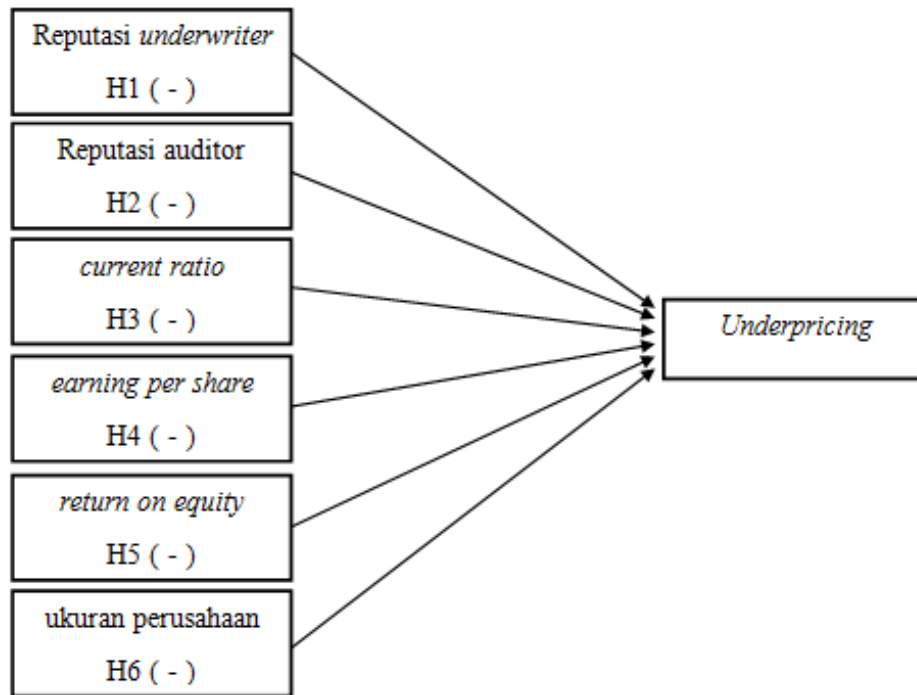 Reputasi underwriter
H1 ( - )
Reputasi auditor
H2 ( - )
current ratio
H3 ( - )
earning per share
H4 ( - )
return on equity
H5 ( - )
ukuran perusahaan
H6 ( - )
Underpricing